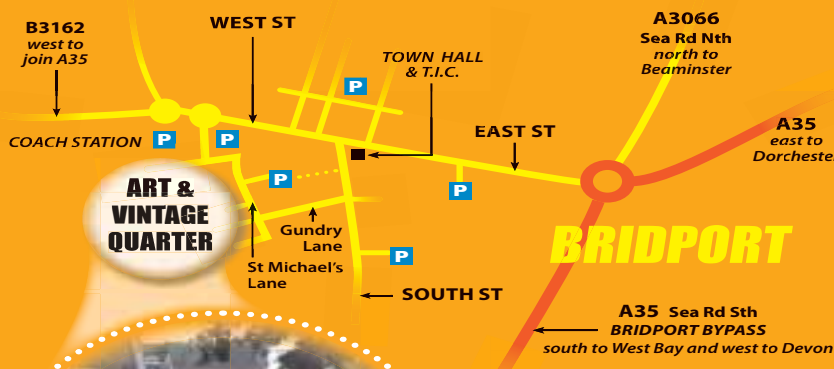 B3162
west to
join A35
WEST ST
TOWN HALL
& T.I.C.
A3066
Sea Rd Nth
north to
Beaminster
A35
east to
Dorcheste
COACH STATION
P
P
P
EAST ST
ART &
VINTAGE
QUARTER
P
P
Gundry
Lane
St Michael's
Lane
P
SOUTH ST
BRIDPORT
A35 Sea Rd Sth
BRIDPORT BYPASS
south to West Bay and west to Devon